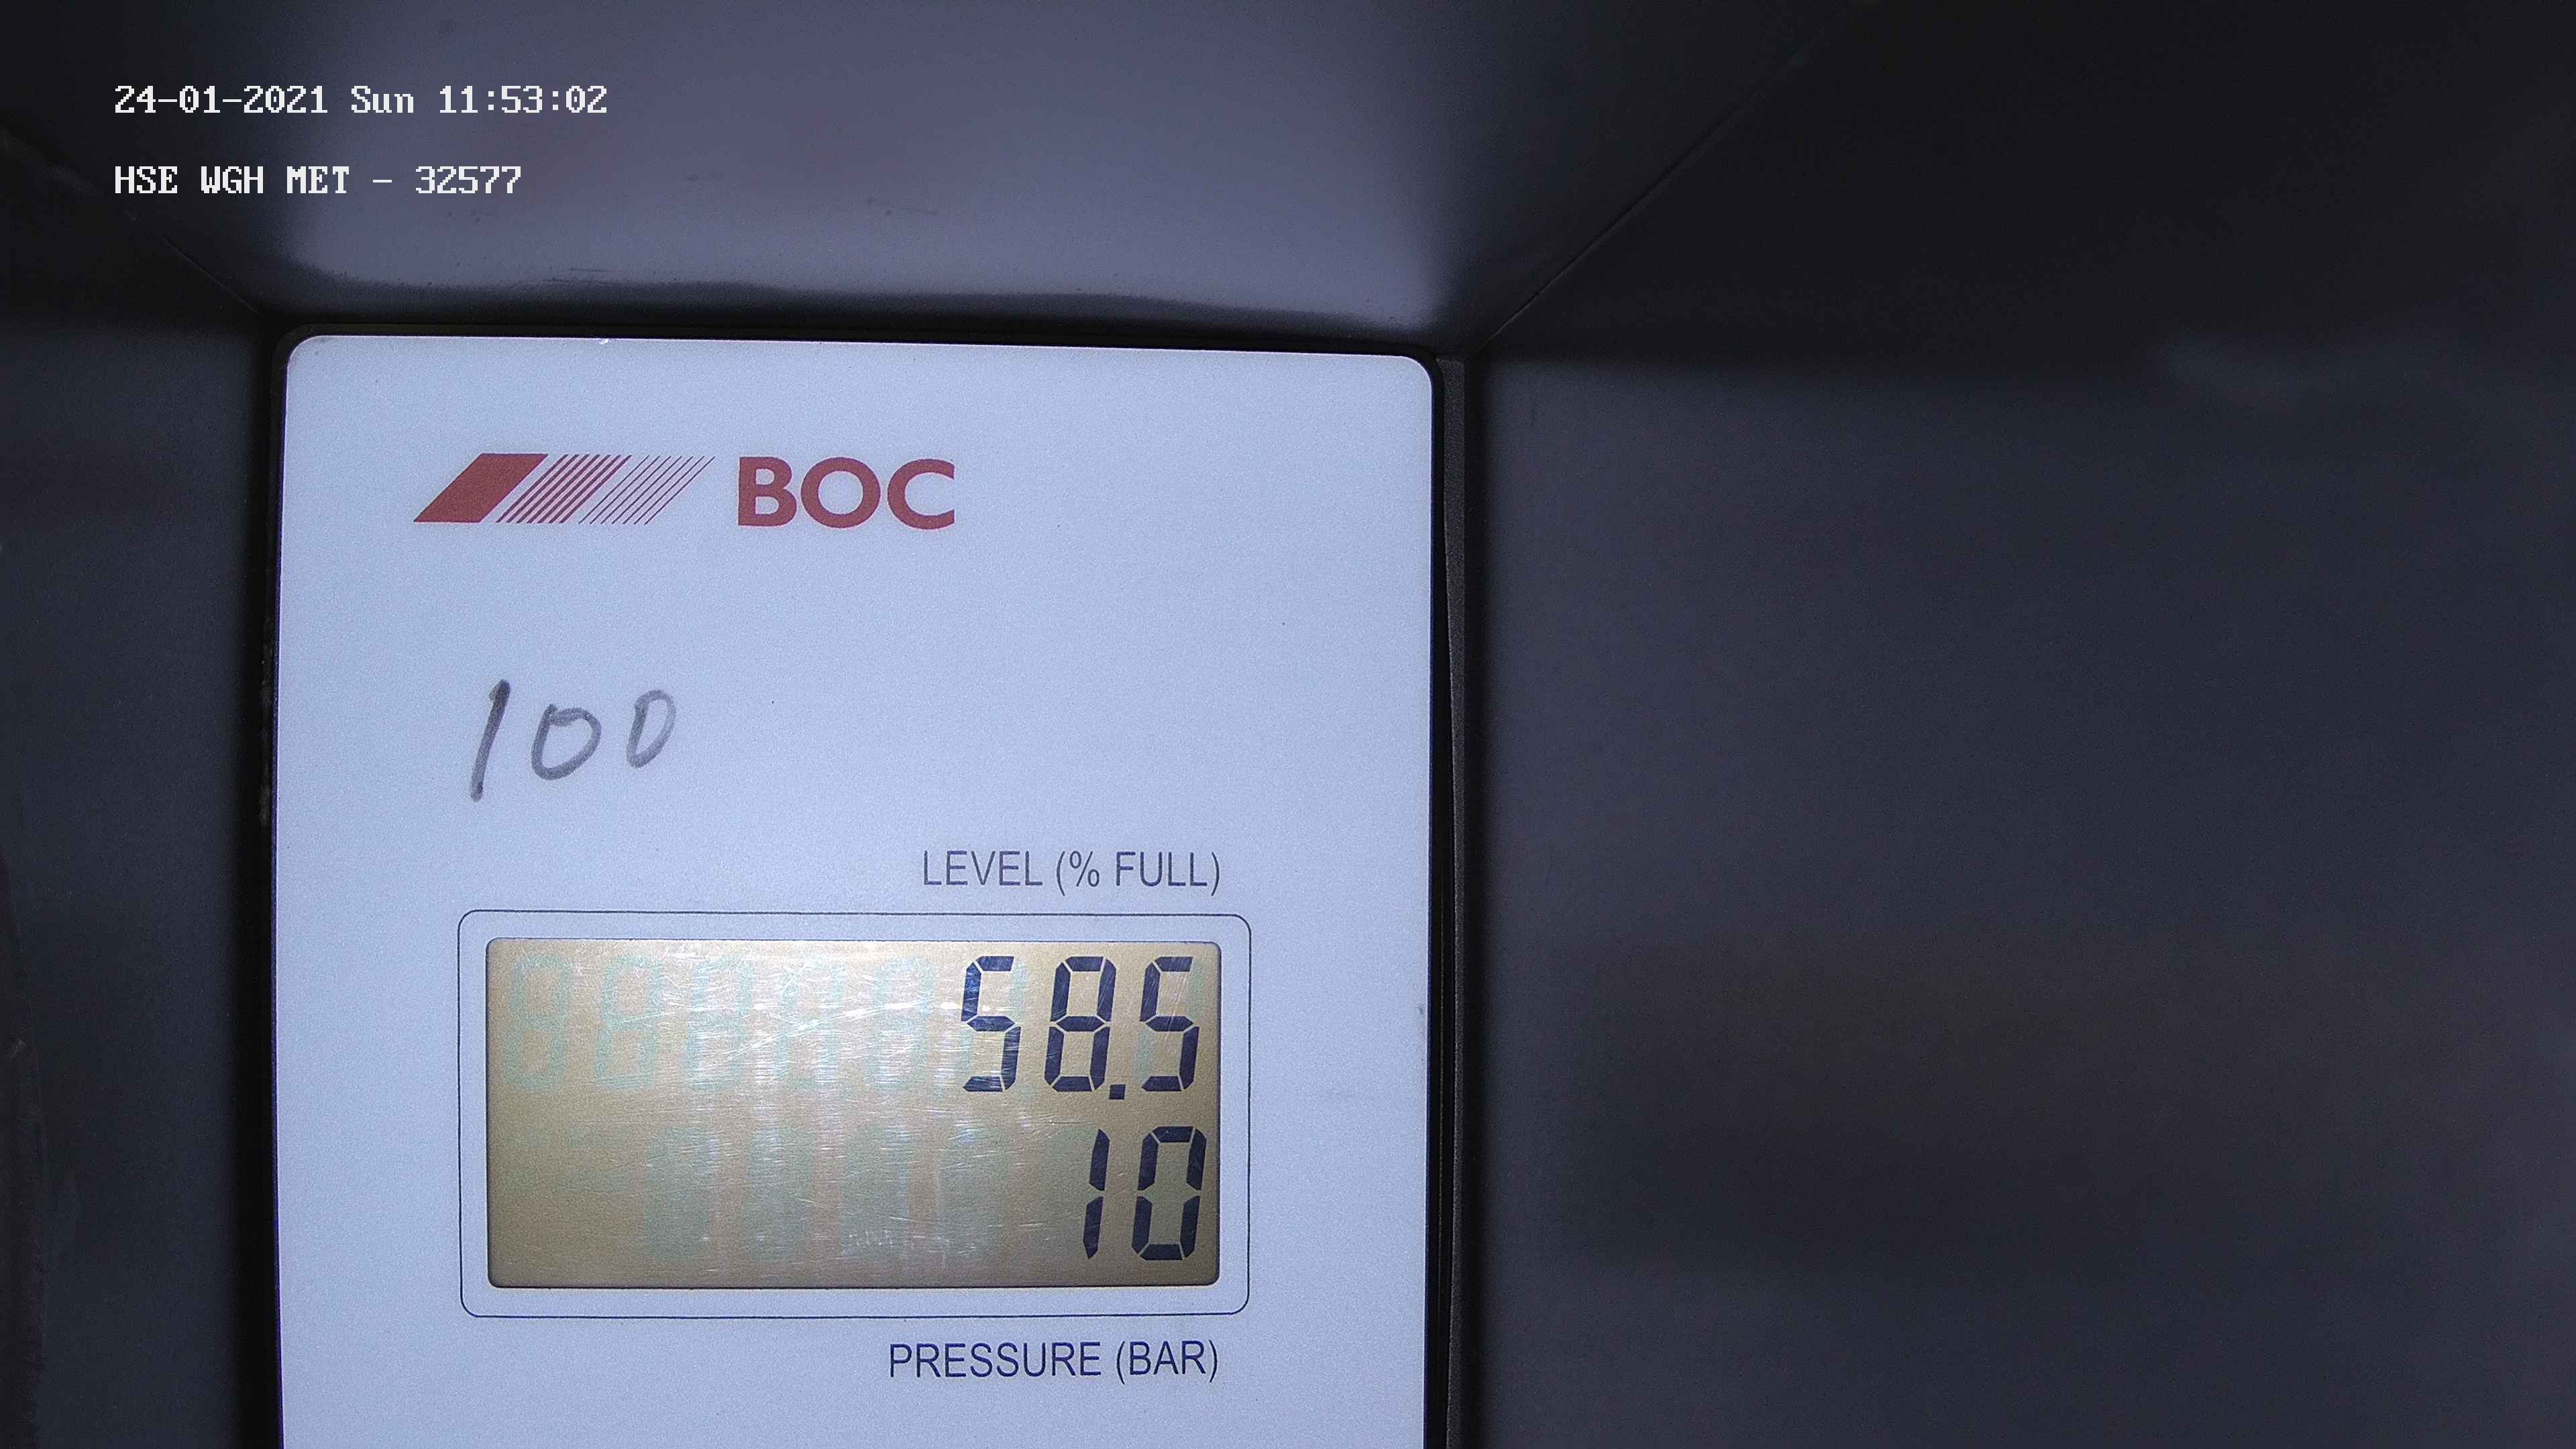 24-01-2021 Sun 11:53:02
HSE WGH MET - 32577
BOC
100
LEVEL (% FULL)
58.5
10
PRESSURE (BAR)